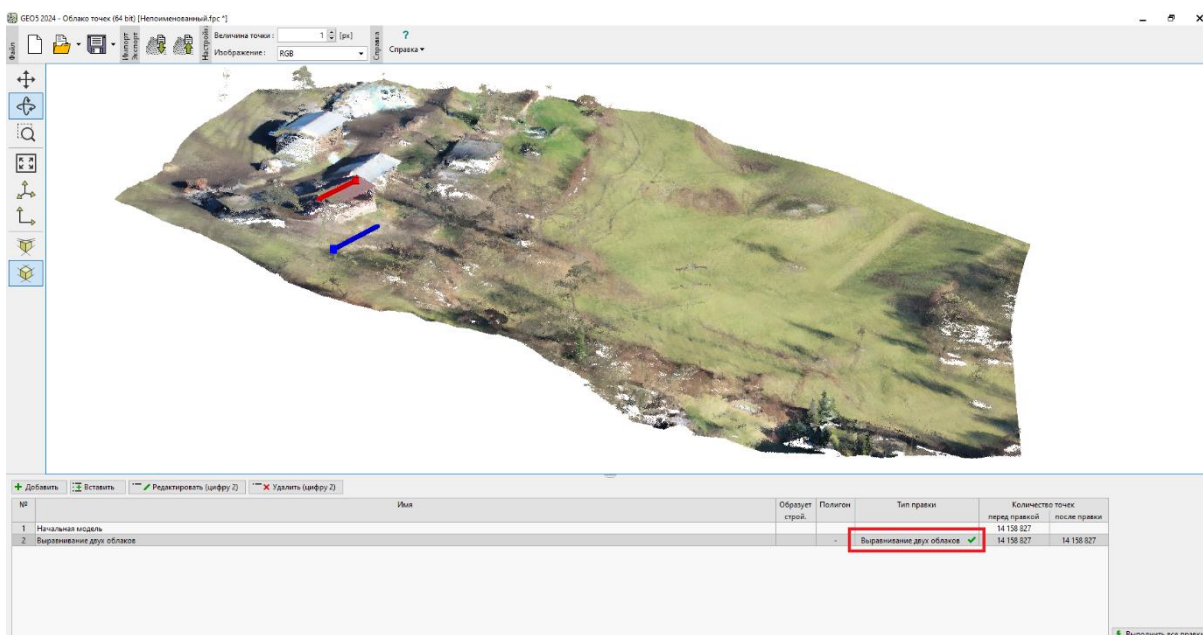 GEO5 2024 - Облако точек (64 bit) [Непоименованный.fpc *]
Файл
Импорт
Экспорт
Настройки
Величина точки :
1
[px]
Изображение :
RGB
Справка
?
Справка
Добавить
Вставить
Редактировать (цифру 2)
Удалить (цифру 2)
№ Имя Образует строй. Полигон Тип правки Количество точек
перед правкой после правки
1 Начальная модель 14 158 827
2 Выравнивание двух облаков - Выравнивание двух облаков 14 158 827 14 158 827
Выполнить все